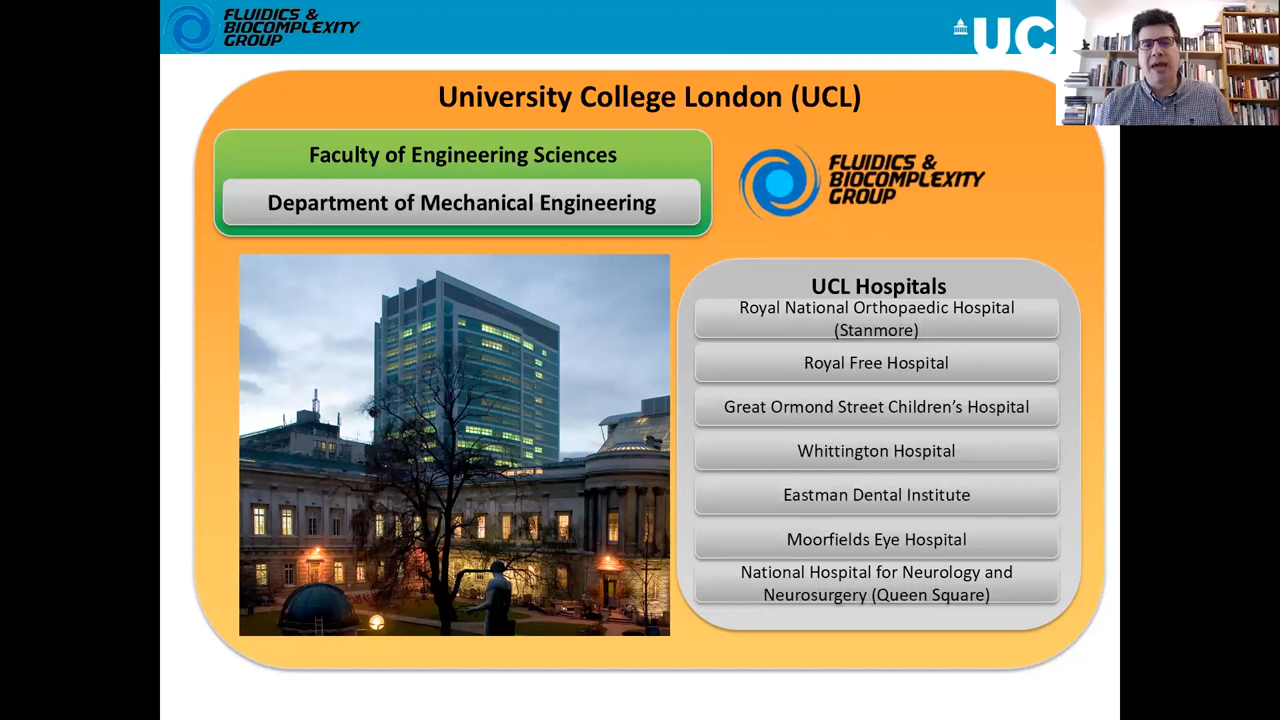 FLUIDICS &
BIOCOMPLEXITY
GROUP
UC
University College London (UCL)
Faculty of Engineering Sciences
Department of Mechanical Engineering
FLUIDICS &
BIOCOMPLEXITY
GROUP
UCL Hospitals
Royal National Orthopaedic Hospital
(Stanmore)
Royal Free Hospital
Great Ormond Street Children’s Hospital
Whittington Hospital
Eastman Dental Institute
Moorfields Eye Hospital
National Hospital for Neurology and
Neurosurgery (Queen Square)